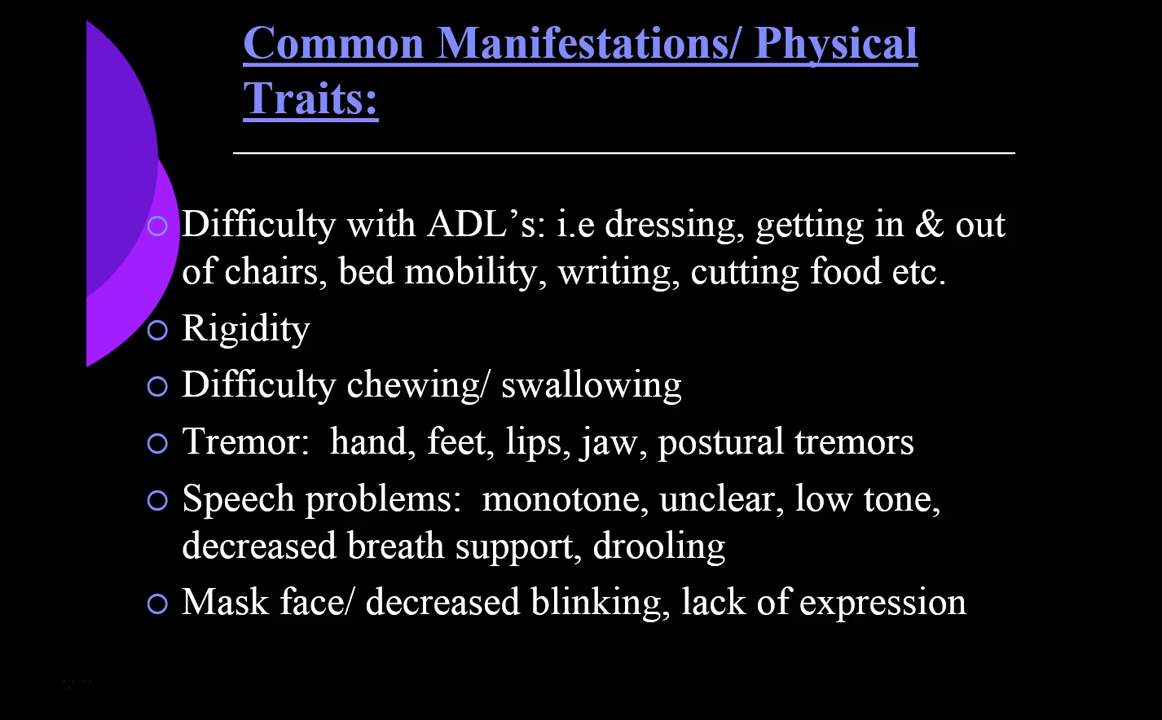 Common Manifestations/ Physical
Traits:
Difficulty with ADL’s: i.e dressing, getting in & out
of chairs, bed mobility, writing, cutting food etc.
Rigidity
Difficulty chewing/ swallowing
Tremor:  hand, feet, lips, jaw, postural tremors
Speech problems:  monotone, unclear, low tone,
decreased breath support, drooling
Mask face/ decreased blinking, lack of expression